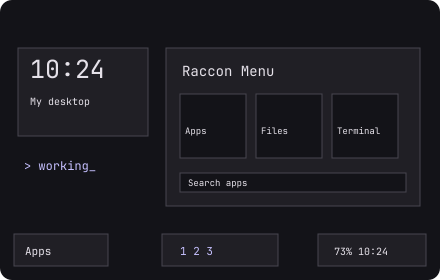 10:24
My desktop
> working_
Raccon Menu
Apps
Files
Terminal
Search apps
Apps
1 2 3
73% 10:24